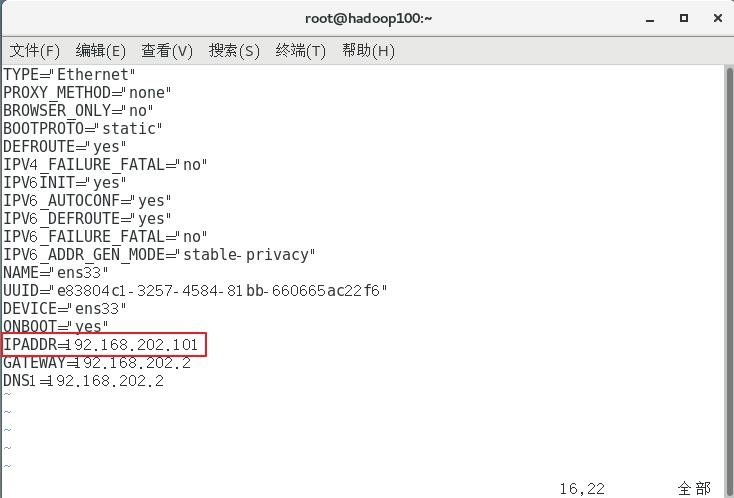 root@hadoop100:~
文件(F) 编辑(E) 查看(V) 搜索(S) 终端(T) 帮助(H)
TYPE="Ethernet"
PROXY_METHOD="none"
BROWSER_ONLY="no"
BOOTPROTO="static"
DEFROUTE="yes"
IPV4_FAILURE_FATAL="no"
IPV6INIT="yes"
IPV6_AUTOCONF="yes"
IPV6_DEFROUTE="yes"
IPV6_FAILURE_FATAL="no"
IPV6_ADDR_GEN_MODE="stable-privacy"
NAME="ens33"
UUID="e83804c1-3257-4584-81bb-660665ac22f6"
DEVICE="ens33"
ONBOOT="yes"
IPADDR=192.168.202.101
GATEWAY=192.168.202.2
DNS1=192.168.202.2
~
~
~
~
~
16,22 全部